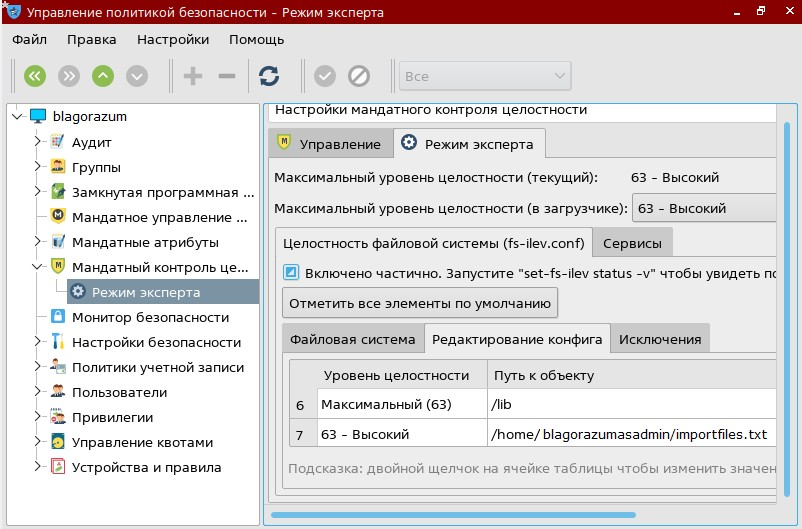 Управление политикой безопасности – Режим эксперта
Файл Правка Настройки Помощь
Все
blagorazum
Аудит
Группы
Замкнутая программная ...
Мандатное управление ...
Мандатные атрибуты
Мандатный контроль це...
Режим эксперта
Монитор безопасности
Настройки безопасности
Политики учетной записи
Пользователи
Привилегии
Управление квотами
Устройства и правила
Настройки мандатного контроля целостности
Управление Режим эксперта
Максимальный уровень целостности (текущий): 63 – Высокий
Максимальный уровень целостности (в загрузчике): 63 – Высокий
Целостность файловой системы (fs-ilev.conf) Сервисы
Включено частично. Запустите "set-fs-ilev status -v" чтобы увидеть по
Отметить все элементы по умолчанию
Файловая система Редактирование конфига Исключения
Уровень целостности Путь к объекту
6 Максимальный (63) /lib
7 63 – Высокий /home/blagorazumasadmin/importfiles.txt
Подсказка: двойной щелчок на ячейке таблицы чтобы изменить значен